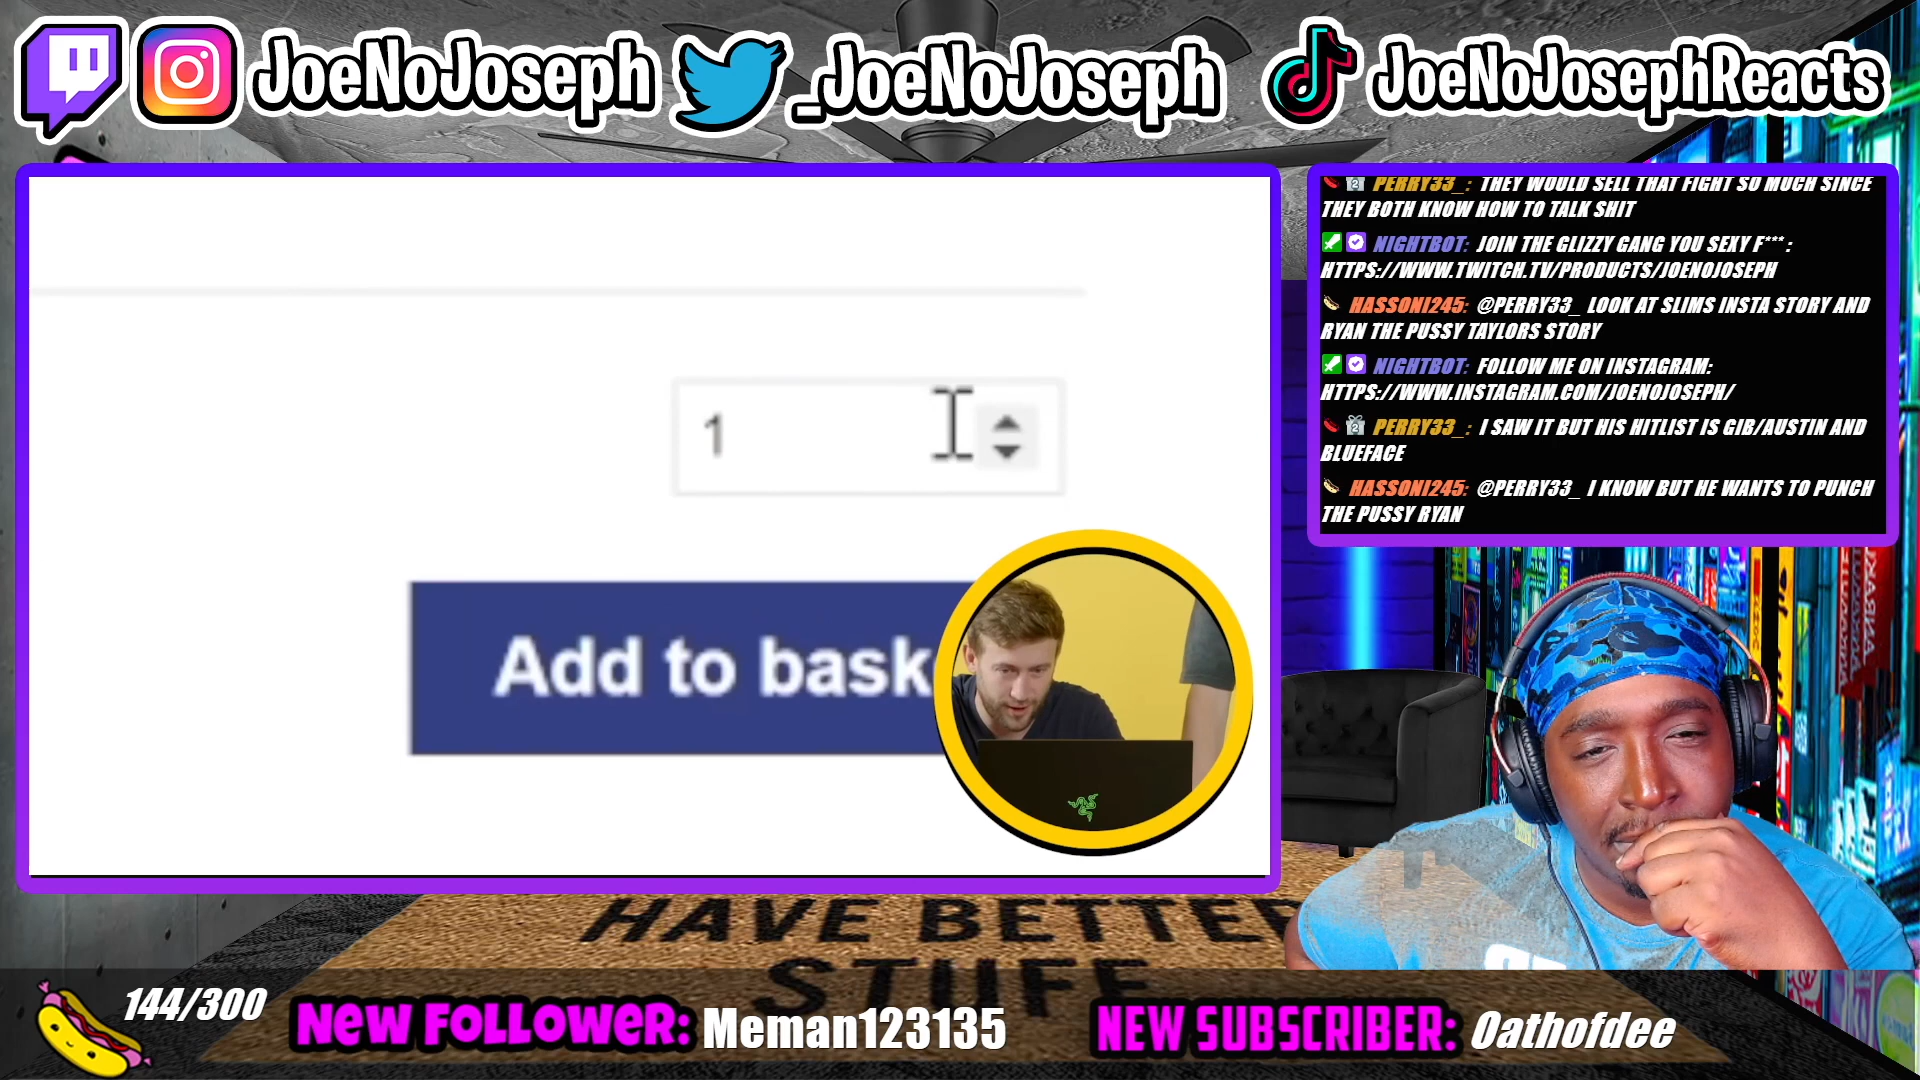 JoeNoJoseph
_JoeNoJoseph
JoeNoJosephReacts
PERRY33_: THEY WOULD SELL THAT FIGHT SO MUCH SINCE
THEY BOTH KNOW HOW TO TALK SHIT
NIGHTBOT: JOIN THE GLIZZY GANG YOU SEXY F*** :
HTTPS://WWW.TWITCH.TV/PRODUCTS/JOENOJOSEPH
HASSONI245: @PERRY33_ LOOK AT SLIMS INSTA STORY AND
RYAN THE PUSSY TAYLORS STORY
NIGHTBOT: FOLLOW ME ON INSTAGRAM:
HTTPS://WWW.INSTAGRAM.COM/JOENOJOSEPH/
PERRY33_: I SAW IT BUT HIS HITLIST IS GIB/AUSTIN AND
BLUEFACE
HASSONI245: @PERRY33_ I KNOW BUT HE WANTS TO PUNCH
THE PUSSY RYAN
1
Add to bask
HAVE BETTER
STUFF
144/300
NEW FOLLOWER: Meman123135
NEW SUBSCRIBER: Oathofdee